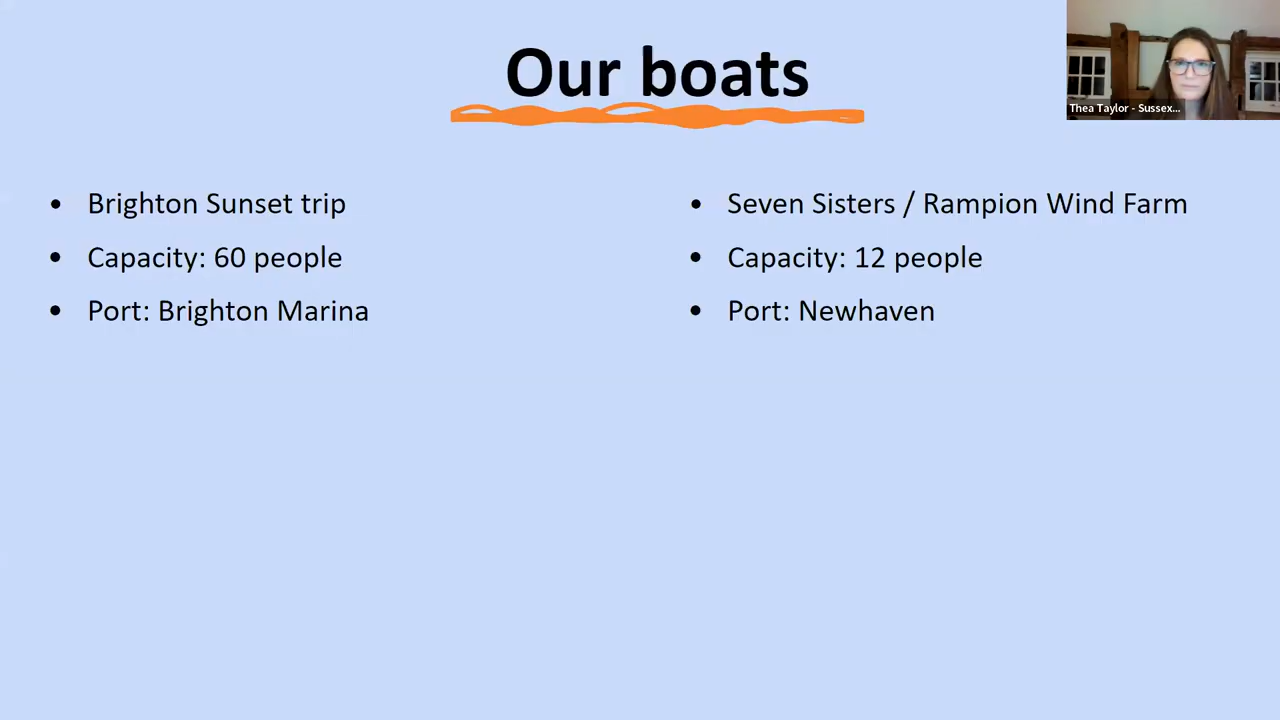 Our boats
Thea Taylor - Sussex...
• Brighton Sunset trip
• Capacity: 60 people
• Port: Brighton Marina
• Seven Sisters / Rampion Wind Farm
• Capacity: 12 people
• Port: Newhaven